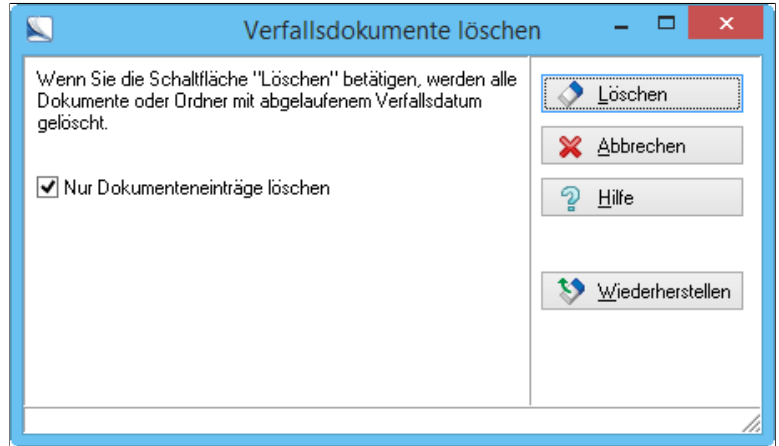 Verfallsdokumente löschen
Wenn Sie die Schaltfläche "Löschen" betätigen, werden alle
Dokumente oder Ordner mit abgelaufenem Verfallsdatum
gelöscht.
Nur Dokumenteneinträge löschen
Löschen
Abbrechen
Hilfe
Wiederherstellen